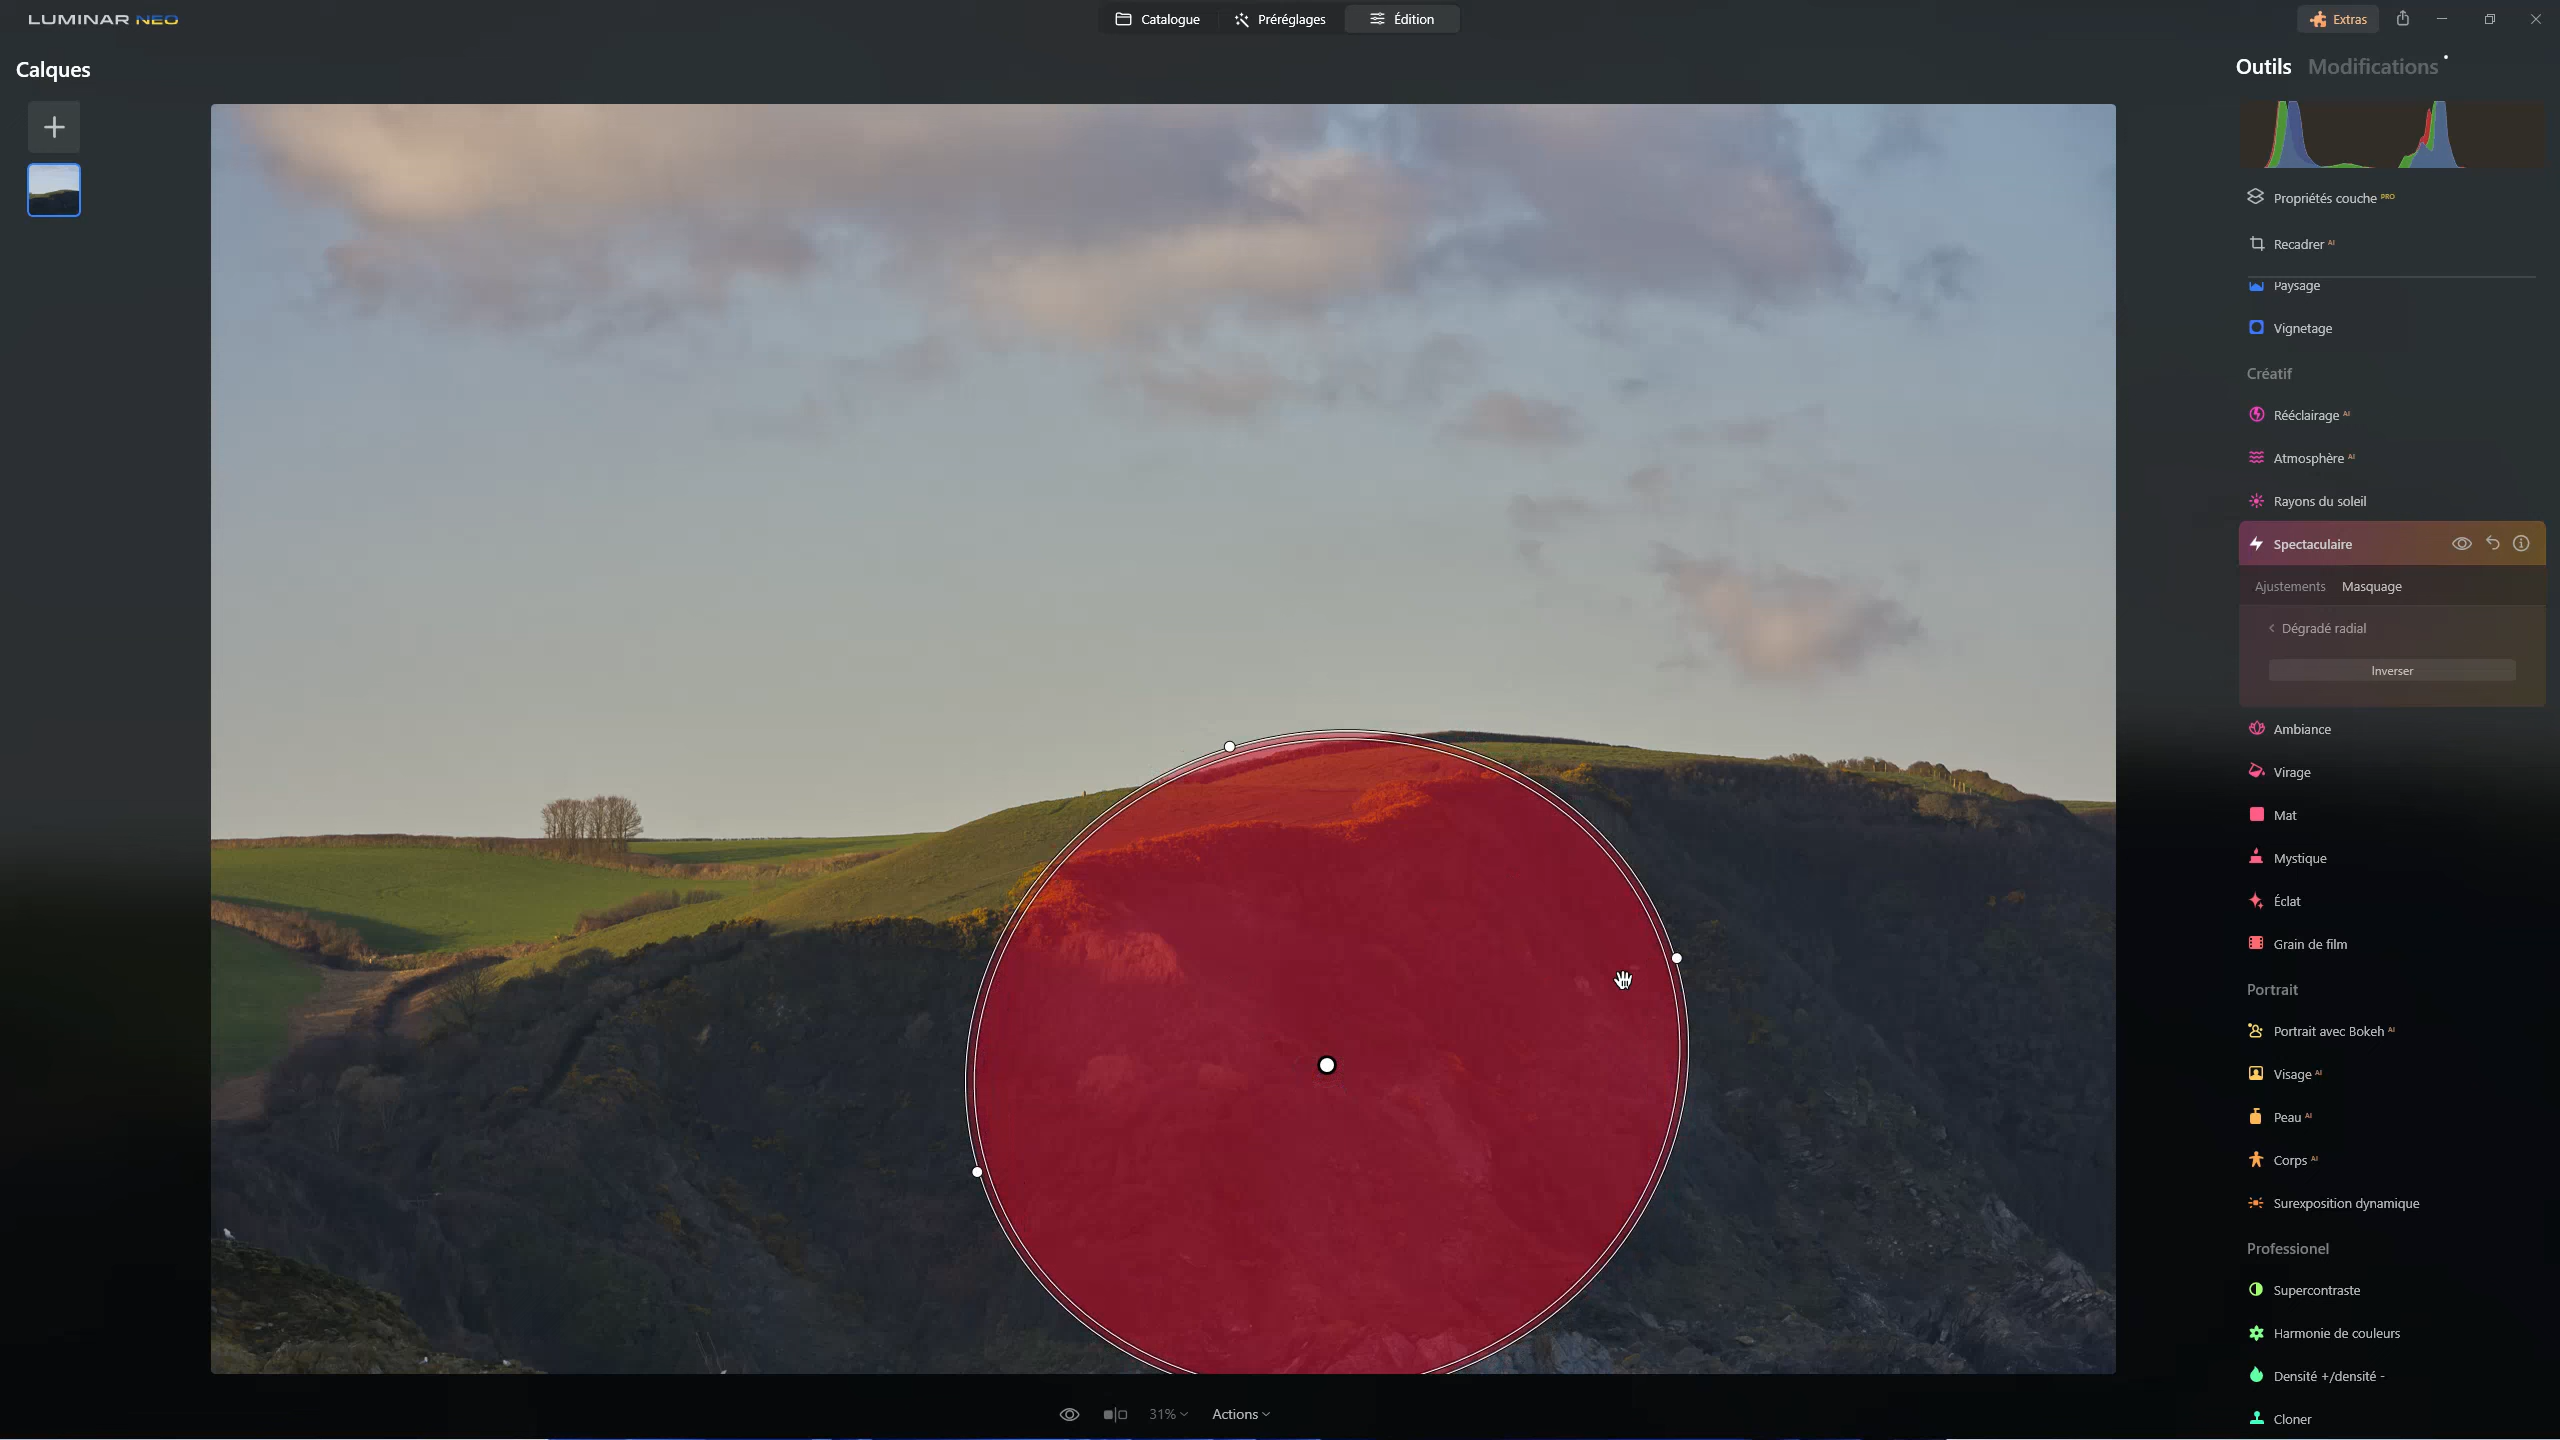 LUMINAR NEO
Catalogue
Préréglages
Édition
Extras
Calques
Outils Modifications
Propriétés couche PRO
Recadrer AI
Paysage
Vignetage
Créatif
Rééclairage AI
Atmosphère AI
Rayons du soleil
Spectaculaire
Ajustements Masquage
< Dégradé radial
Inverser
Ambiance
Virage
Mat
Mystique
Éclat
Grain de film
Portrait
Portrait avec Bokeh AI
Visage AI
Peau AI
Corps AI
Surexposition dynamique
Professionel
Supercontraste
Harmonie de couleurs
Densité +/densité -
Cloner
31%
Actions